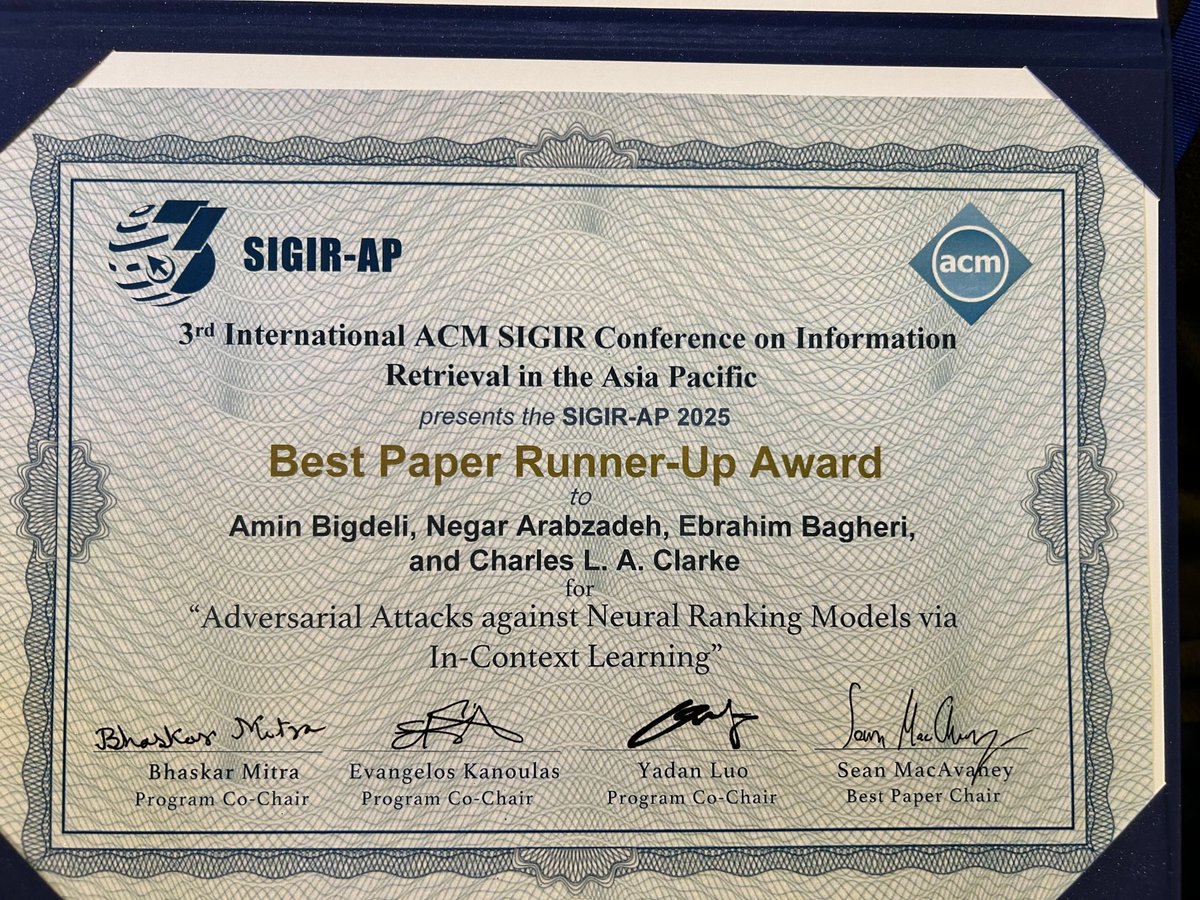 SIGIR-AP
acm
3rd International ACM SIGIR Conference on Information
Retrieval in the Asia Pacific
presents the SIGIR-AP 2025
Best Paper Runner-Up Award
to
Amin Bigdeli, Negar Arabzadeh, Ebrahim Bagheri,
and Charles L. A. Clarke
for
“Adversarial Attacks against Neural Ranking Models via
In-Context Learning”
Bhaskar Mitra
Bhaskar Mitra
Program Co-Chair
Evangelos Kanoulas
Program Co-Chair
Yadan Luo
Program Co-Chair
Sean MacAvaney
Best Paper Chair